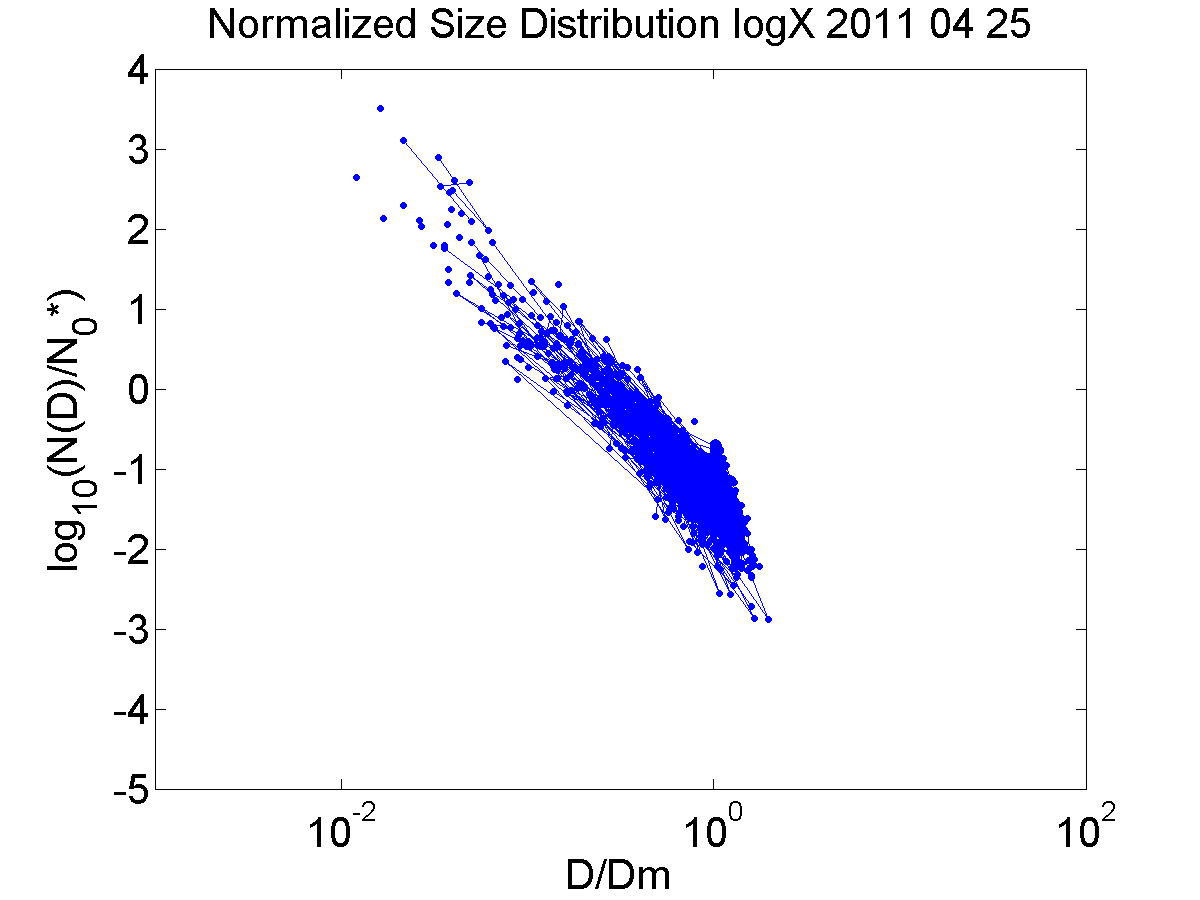 Normalized Size Distribution logX 2011 04 25
log₁₀(N(D)/N₀*)
4
3
2
1
0
-1
-2
-3
-4
-5
10⁻² 10⁰ 10²
D/Dm